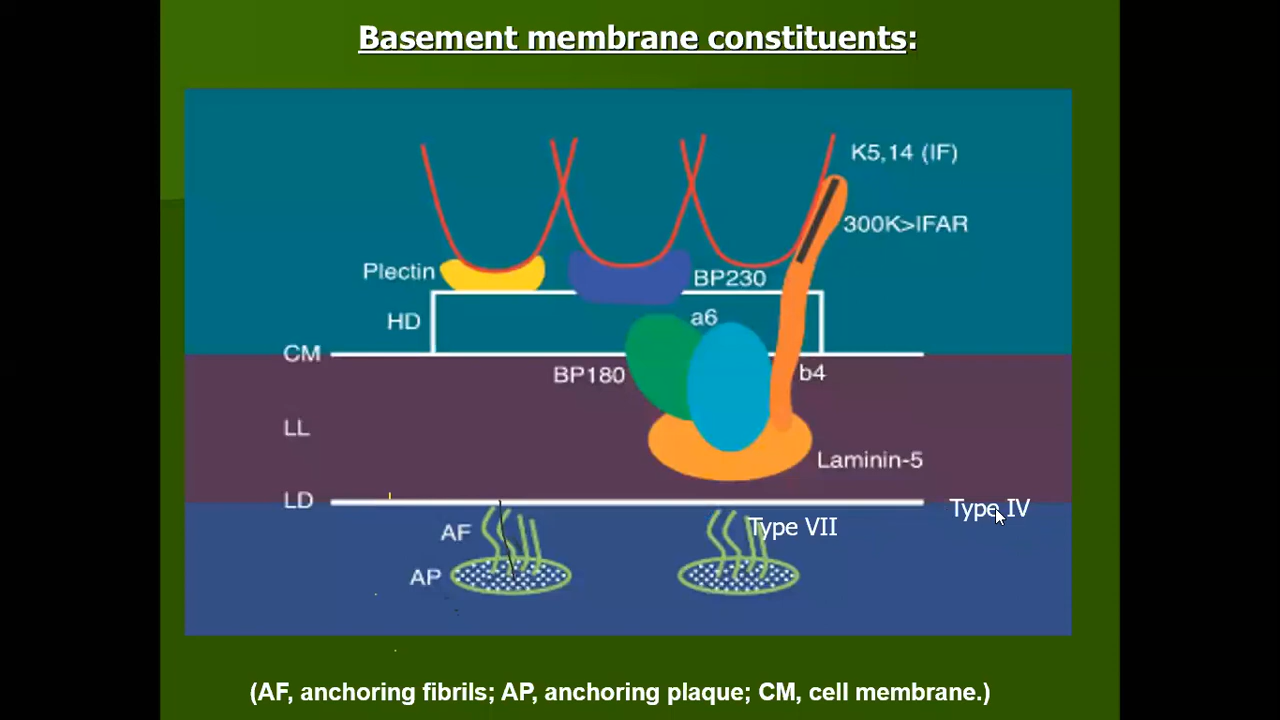 Basement membrane constituents:
K5,14 (IF)
300K>IFAR
Plectin
BP230
HD
a6
CM
BP180
b4
LL
Laminin-5
LD
Type IV
AF
Type VII
AP
(AF, anchoring fibrils; AP, anchoring plaque; CM, cell membrane.)